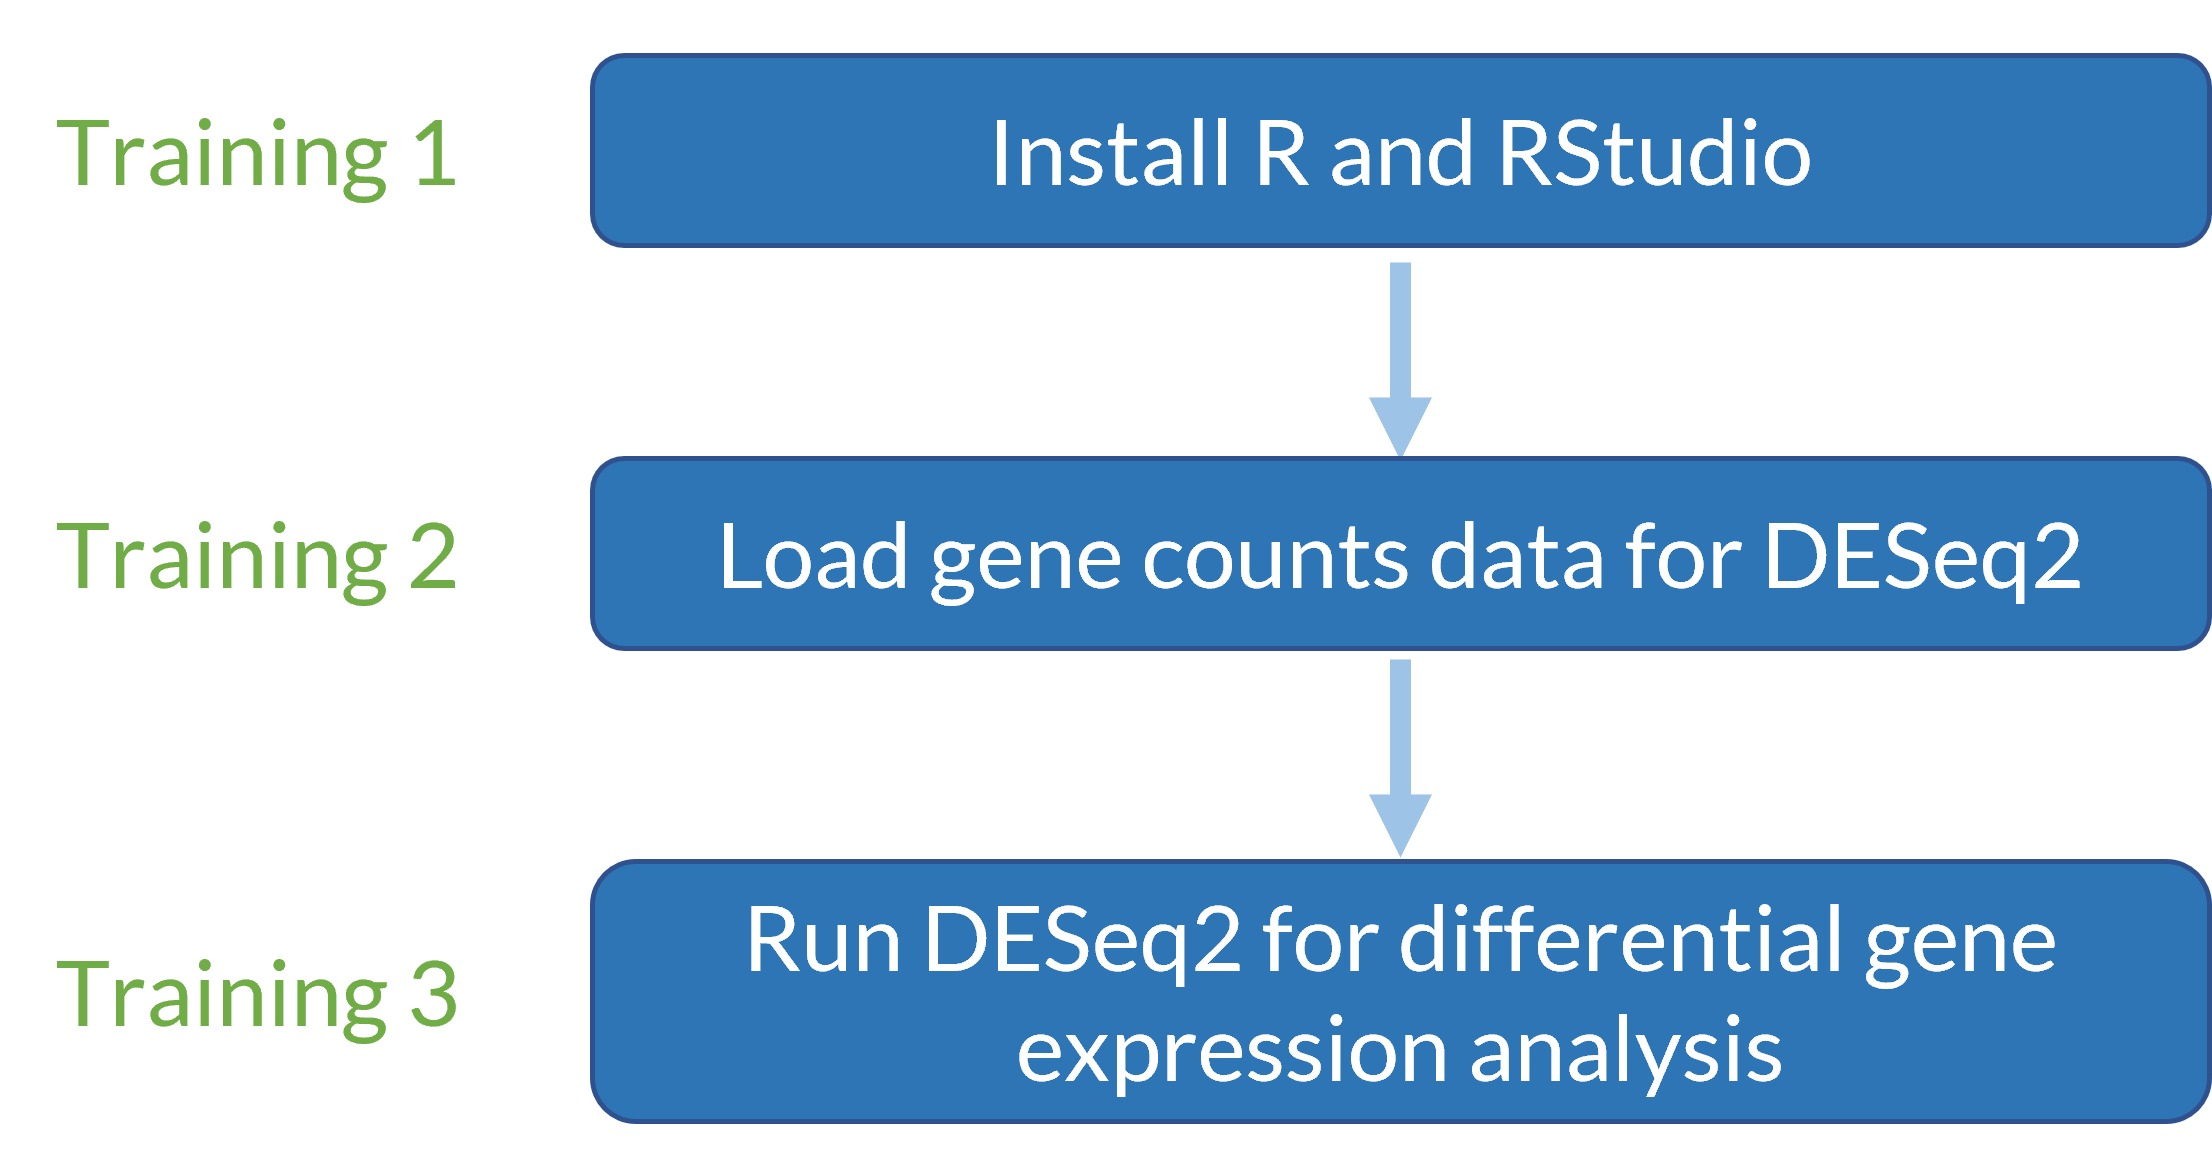 Training 1
Install R and RStudio
Training 2
Load gene counts data for DESeq2
Training 3
Run DESeq2 for differential gene
expression analysis